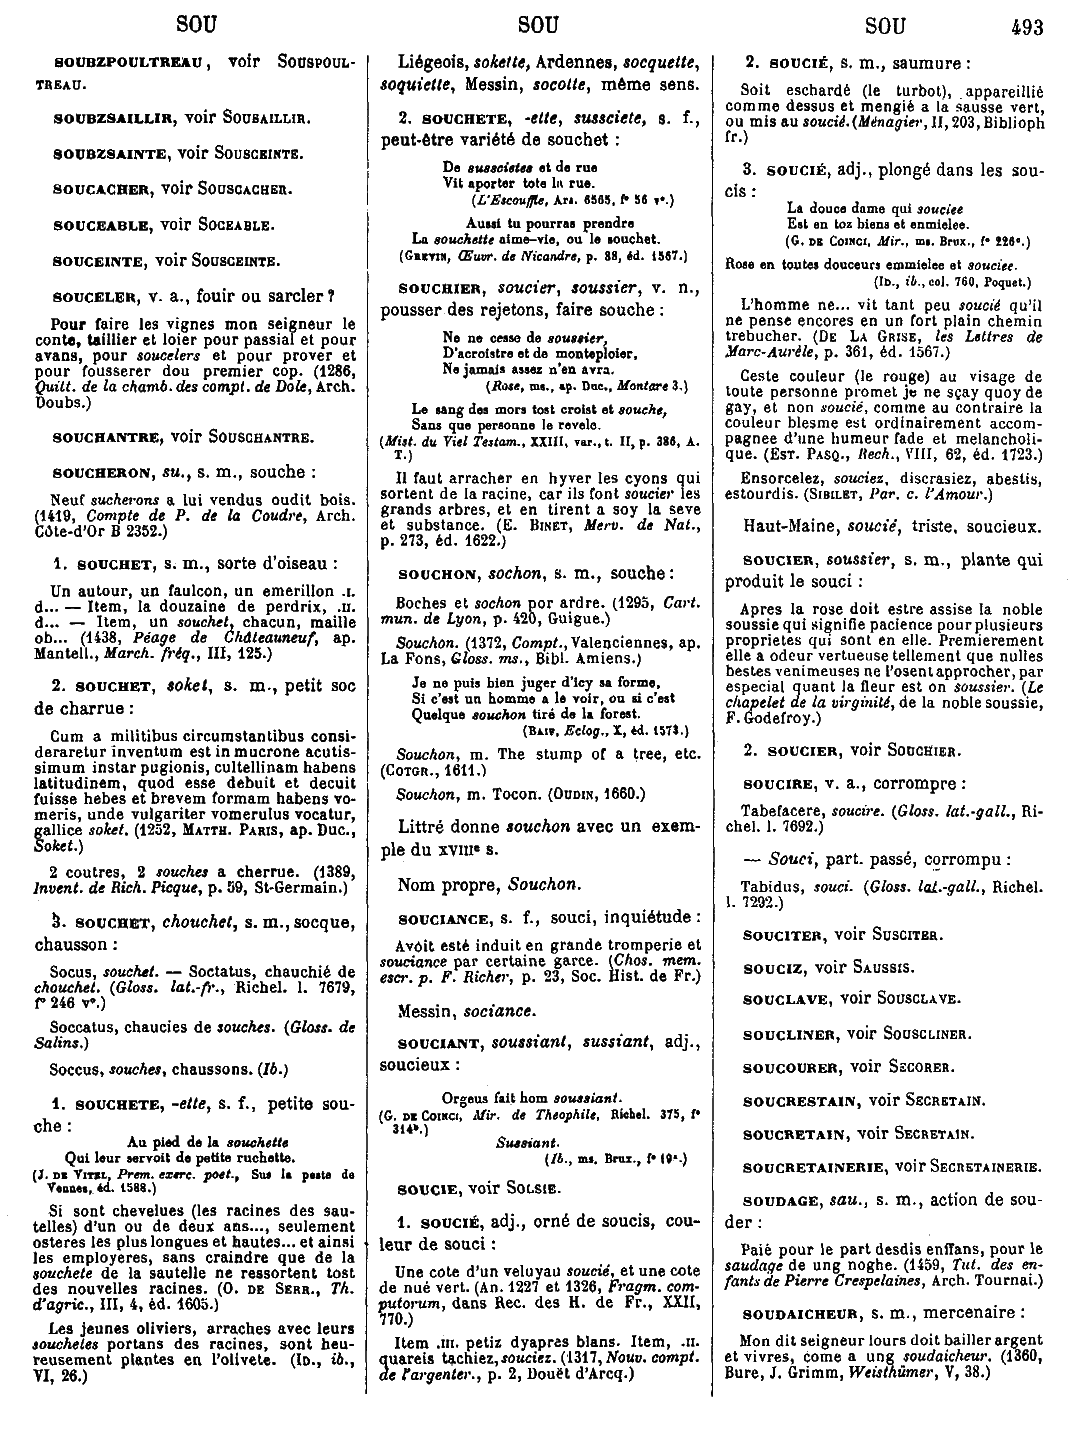 SOU
SOU
SOU
493
SOUBZPOULTREAU, voir SOUSPOUL-
TREAU.
SOUBZSAILLIR, voir SOUBAILLIR.
SOUBZSAINTE, voir SOUSCEINTE.
SOUCACHER, voir SOUSCACHER.
SOUCEABLE, voir SOCEABLE.
SOUCEINTE, voir SOUSCEINTE.
SOUCELER, v. a., fouir ou sarcler ?
Pour faire les vignes mon seigneur le
conte, taillier et loier pour passial et pour
avans, pour soucelers et pour prover et
pour fousserer dou premier cop. (1286,
Quitt. de la chamb. des compt. de Dole, Arch.
Doubs.)
SOUCHANTRE, voir SOUSCHANTRE.
SOUCHERON, su., s. m., souche :
Neuf sucherons a lui vendus oudit bois.
(1419, Compte de P. de la Coudre, Arch.
Côte-d'Or B 2352.)
1. SOUCHET, s. m., sorte d'oiseau :
Un autour, un faulcon, un emerillon .I.
d... — Item, la douzaine de perdrix, .II.
d... — Item, un souchet, chacun, maille
ob... (1438, Péage de Châteauneuf, ap.
Mantell., March. fréq., III, 125.)
2. SOUCHET, soket, s. m., petit soc
de charrue :
Cum a militibus circumstantibus consi-
deraretur inventum est in mucrone acutis-
simum instar pugionis, cultellinam habens
latitudinem, quod esse debuit et decuit
fuisse hebes et brevem formam habens vo-
meris, unde vulgariter vomerulus vocatur,
gallice soket. (1252, MATTH. PARIS, ap. Duc.,
Soket.)
2 coutres, 2 souches a cherrue. (1389,
Invent. de Rich. Picque, p. 59, St-Germain.)
3. SOUCHET, chouchet, s. m., socque,
chausson :
Socus, souchet. — Soctatus, chauchié de
chouchet. (Gloss. lat.-fr., Richel. l. 7679,
f° 246 v°.)
Soccatus, chaucies de souches. (Gloss. de
Salins.)
Soccus, souches, chaussons. (Ib.)
1. SOUCHETE, -ette, s. f., petite sou-
che :
Au pied de la souchette
Qui leur servoit de petite ruchette.
(J. DE VITEL, Prem. exerc. poet., Sus la peste de
Vennes, éd. 1588.)
Si sont chevelues (les racines des sau-
telles) d'un ou de deux ans..., seulement
osteres les plus longues et hautes... et ainsi
les employeres, sans craindre que de la
souchete de la sautelle ne ressortent tost
des nouvelles racines. (O. DE SERR., Th.
d'agric., III, 4, éd. 1605.)
Les jeunes oliviers, arraches avec leurs
souchetes portans des racines, sont heu-
reusement plantes en l'olivete. (ID., ib.,
VI, 26.)
Liégeois, sokette, Ardennes, socquette,
soquiette, Messin, socotte, même sens.
2. SOUCHETE, -ette, sussciete, s. f.,
peut-être variété de souchet :
De susscietes et de rue
Vit aporter tote la rue.
(L'Escouffle, Ars. 6565, f° 56 v°.)
Aussi tu pourras prendre
La souchette aime-vie, ou le souchet.
(GREVIN, Œuvr. de Nicandre, p. 88, éd. 1567.)
SOUCHIER, soucier, soussier, v. n.,
pousser des rejetons, faire souche :
Ne ne cesse de soussier,
D'acroistre et de monteploier,
Ne jamais assez n'en avra.
(Rose, ms., ap. Duc., Montare 3.)
Le sang des mors tost croist et souche,
Sans que personne le revele.
(Mist. du Viel Testam., XXIII, var., t. II, p. 386, A.
T.)
Il faut arracher en hyver les cyons qui
sortent de la racine, car ils font soucier les
grands arbres, et en tirent a soy la seve
et substance. (E. BINET, Merv. de Nat.,
p. 273, éd. 1622.)
SOUCHON, sochon, s. m., souche :
Boches et sochon por ardre. (1295, Cart.
mun. de Lyon, p. 420, Guigue.)
Souchon. (1372, Compt., Valenciennes, ap.
La Fons, Gloss. ms., Bibl. Amiens.)
Je ne puis bien juger d'icy sa forme,
Si c'est un homme a le voir, ou si c'est
Quelque souchon tiré de la forest.
(BAIF, Eclog., X, éd. 1573.)
Souchon, m. The stump of a tree, etc.
(COTGR., 1611.)
Souchon, m. Tocon. (OUDIN, 1660.)
Littré donne souchon avec un exem-
ple du XVIIIe s.
Nom propre, Souchon.
SOUCIANCE, s. f., souci, inquiétude :
Avoit esté induit en grande tromperie et
souciance par certaine garce. (Chos. mem.
escr. p. F. Richer, p. 23, Soc. Hist. de Fr.)
Messin, sociance.
SOUCIANT, soussiant, sussiant, adj.,
soucieux :
Orgeus fait hom soussiant.
(G. DE COINCI, Mir. de Theophile, Richel. 375, f°
314b.)
Sussiant.
(Ib., ms. Brux., f° 19a.)
SOUCIE, voir SOLSIE.
1. SOUCIÉ, adj., orné de soucis, cou-
leur de souci :
Une cote d'un veluyau soucié, et une cote
de nué vert. (An. 1227 et 1326, Fragm. com-
putorum, dans Rec. des H. de Fr., XXII,
770.)
Item .III. petiz dyapres blans. Item, .II.
quareis tachiez, souciez. (1317, Nouv. compt.
de l'argenter., p. 2, Douët d'Arcq.)
2. SOUCIÉ, s. m., saumure :
Soit eschardé (le turbot), appareillié
comme dessus et mengié a la sausse vert,
ou mis au soucié. (Ménagier, II, 203, Biblioph
fr.)
3. SOUCIÉ, adj., plongé dans les sou-
cis :
La douce dame qui souciee
Est en toz biens et enmielee.
(G. DE COINCI, Mir., ms. Brux., f° 226c.)
Rose en toutes douceurs emmielee et souciee.
(ID., ib., col. 760, Poquet.)
L'homme ne... vit tant peu soucié qu'il
ne pense encores en un fort plain chemin
trebucher. (DE LA GRISE, les Lettres de
Marc-Aurèle, p. 361, éd. 1567.)
Ceste couleur (le rouge) au visage de
toute personne promet je ne sçay quoy de
gay, et non soucié, comme au contraire la
couleur blesme est ordinairement accom-
pagnee d'une humeur fade et melancholi-
que. (EST. PASQ., Rech., VIII, 62, éd. 1723.)
Ensorcelez, souciez, discrasiez, abestis,
estourdis. (SIBILET, Par. c. l'Amour.)
Haut-Maine, soucié, triste, soucieux.
SOUCIER, soussier, s. m., plante qui
produit le souci :
Apres la rose doit estre assise la noble
soussie qui signifie pacience pour plusieurs
proprietes qui sont en elle. Premierement
elle a odeur vertueuse tellement que nulles
bestes venimeuses ne l'osent approcher, par
especial quant la fleur est on soussier. (Le
chapelet de la virginité, de la noble soussie,
F. Godefroy.)
2. SOUCIER, voir SOUCHIER.
SOUCIRE, v. a., corrompre :
Tabefacere, soucire. (Gloss. lat.-gall., Ri-
chel. l. 7692.)
— Souci, part. passé, corrompu :
Tabidus, souci. (Gloss. lat.-gall., Richel.
l. 7292.)
SOUCITER, voir SUSCITER.
SOUCIZ, voir SAUSSIS.
SOUCLAVE, voir SOUSCLAVE.
SOUCLINER, voir SOUSCLINER.
SOUCOURER, voir SECORER.
SOUCRESTAIN, voir SECRETAIN.
SOUCRETAIN, voir SECRETAIN.
SOUCRETAINERIE, voir SECRETAINERIE.
SOUDAGE, sau., s. m., action de sou-
der :
Paié pour le part desdis enffans, pour le
saudage de ung noghe. (1459, Tut. des en-
fants de Pierre Crespelaines, Arch. Tournai.)
SOUDAICHEUR, s. m., mercenaire :
Mon dit seigneur lours doit bailler argent
et vivres, come a ung soudaicheur. (1360,
Bure, J. Grimm, Weisthümer, V, 38.)